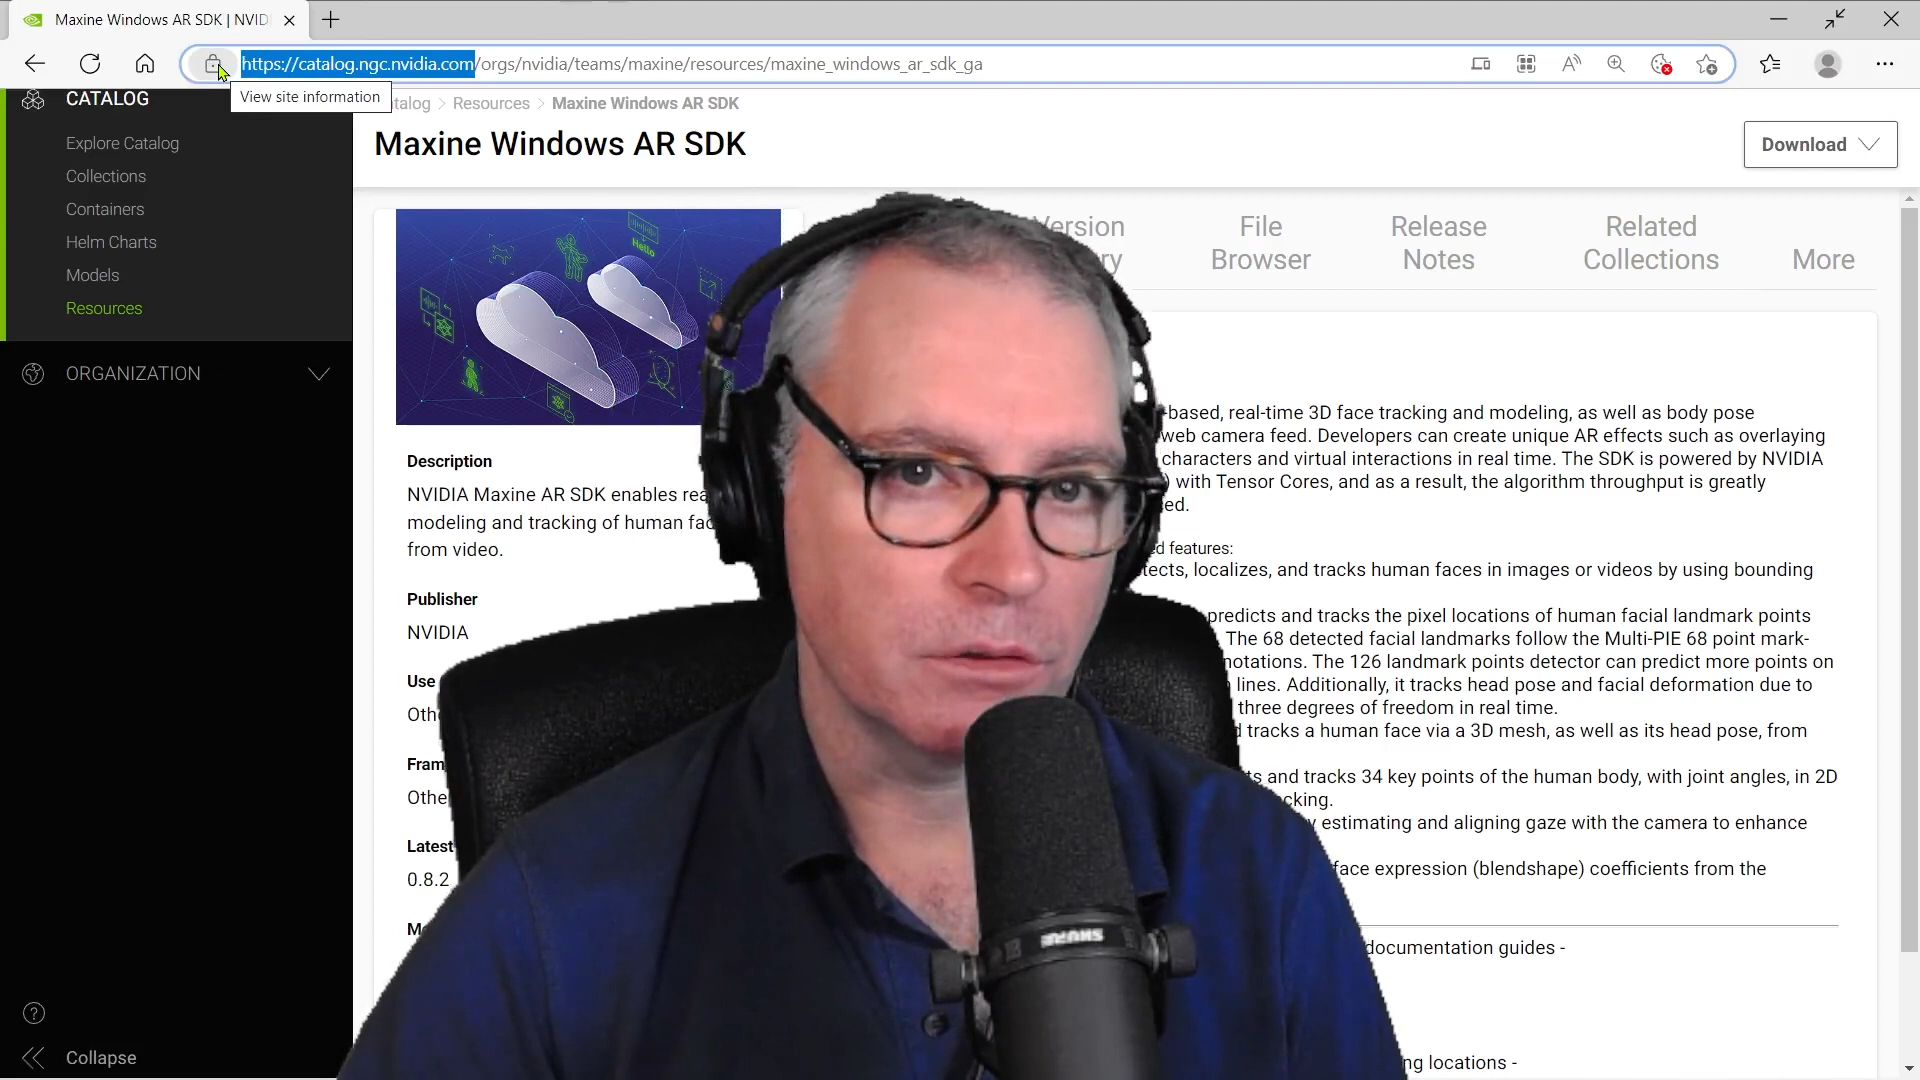 Maxine Windows AR SDK | NVID
https://catalog.ngc.nvidia.com/orgs/nvidia/teams/maxine/resources/maxine_windows_ar_sdk_ga
View site information
CATALOG
Explore Catalog
Collections
Containers
Helm Charts
Models
Resources
ORGANIZATION
Collapse
talog > Resources > Maxine Windows AR SDK
Maxine Windows AR SDK
Download
Hello
File Browser
Release Notes
Related Collections
More
Description
NVIDIA Maxine AR SDK enables rea
modeling and tracking of human fac
from video.
Publisher
NVIDIA
Use
Othe
Fram
Othe
Latest
0.8.2
-based, real-time 3D face tracking and modeling, as well as body pose
web camera feed. Developers can create unique AR effects such as overlaying
characters and virtual interactions in real time. The SDK is powered by NVIDIA
) with Tensor Cores, and as a result, the algorithm throughput is greatly
ed.
ed features:
tects, localizes, and tracks human faces in images or videos by using bounding
predicts and tracks the pixel locations of human facial landmark points
The 68 detected facial landmarks follow the Multi-PIE 68 point mark-
notations. The 126 landmark points detector can predict more points on
lines. Additionally, it tracks head pose and facial deformation due to
three degrees of freedom in real time.
d tracks a human face via a 3D mesh, as well as its head pose, from
ts and tracks 34 key points of the human body, with joint angles, in 2D
cking.
estimating and aligning gaze with the camera to enhance
face expression (blendshape) coefficients from the
documentation guides -
ng locations -